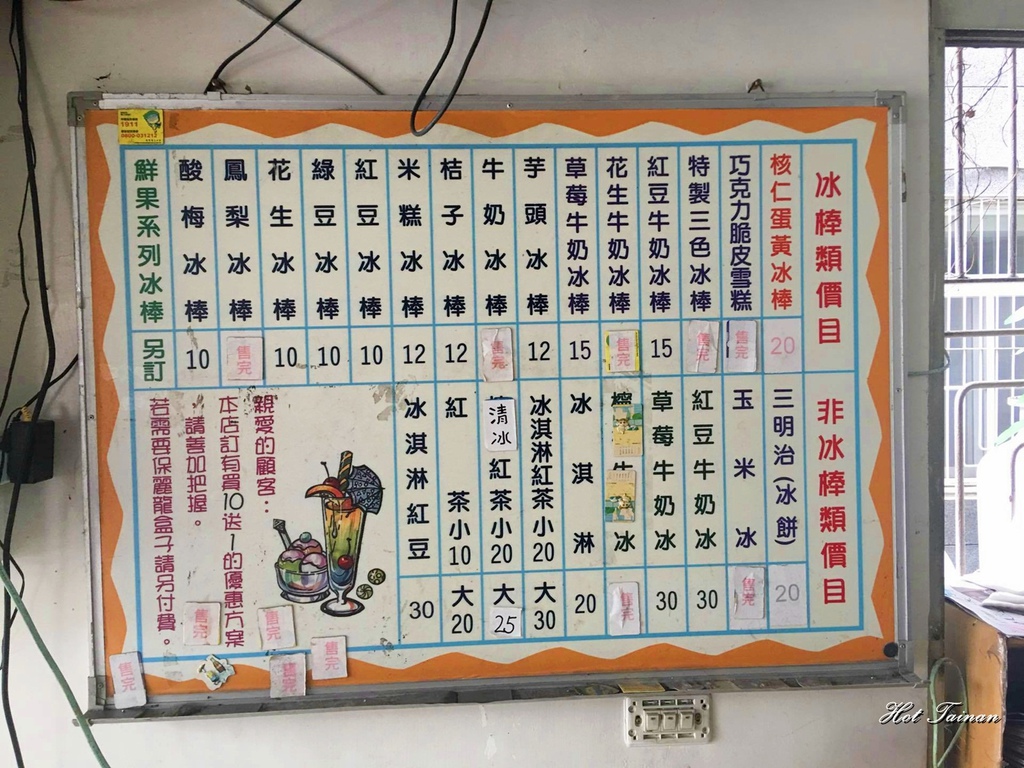 冰棒類價目
核仁蛋黃冰棒 20
巧克力脆皮雪糕 售完
特製三色冰棒 售完
紅豆牛奶冰棒 15
花生牛奶冰棒 售完
草莓牛奶冰棒 15
芋頭冰棒 12
牛奶冰棒 售完
桔子冰棒 12
米糕冰棒 12
紅豆冰棒 10
綠豆冰棒 10
花生冰棒 10
鳳梨冰棒 售完
酸梅冰棒 10
鮮果系列冰棒 另訂
非冰棒類價目
三明治(冰餅) 20
玉米冰 售完
紅豆牛奶冰 30
草莓牛奶冰 30
冰 售完
冰淇淋 20
冰淇淋紅茶小20 大30
清冰
紅茶小20 大25
紅茶小10 大20
冰淇淋紅豆 30
親愛的顧客：
本店訂有買10送1的優惠方案
，請善加把握。
若需要保麗龍盒子請另付費。
售完
售完
售完
售完
售完
1911
0800-031212
Hot Tainan